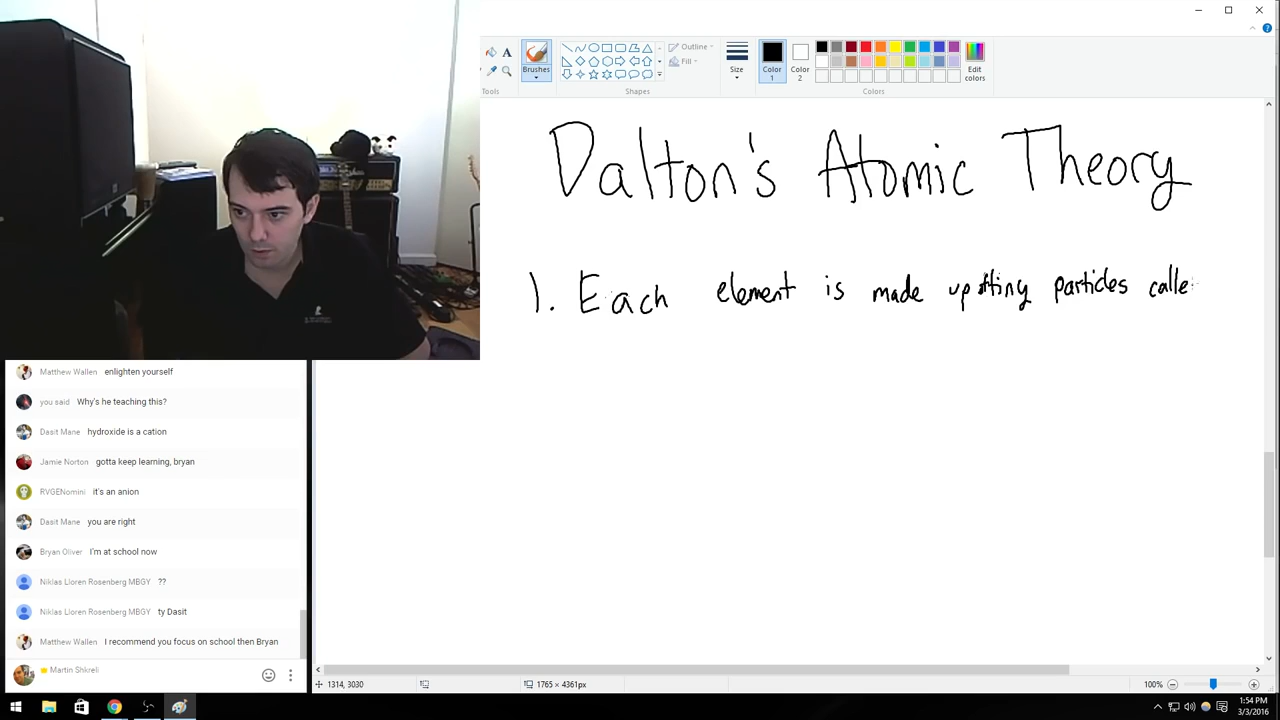 Outline
Fill
Brushes
Size
Color 1
Color 2
Edit colors
Tools
Shapes
Colors
Dalton's Atomic Theory
1. Each element is made up of tiny particles calle
Matthew Wallen enlighten yourself
you said Why's he teaching this?
Dasit Mane hydroxide is a cation
Jamie Norton gotta keep learning, bryan
RVGENomini it's an anion
Dasit Mane you are right
Bryan Oliver I'm at school now
Niklas Lloren Rosenberg MBGY ??
Niklas Lloren Rosenberg MBGY ty Dasit
Matthew Wallen I recommend you focus on school then Bryan
Martin Shkreli
1314, 3030
1765 × 4361px
100%
1:54 PM
3/3/2016